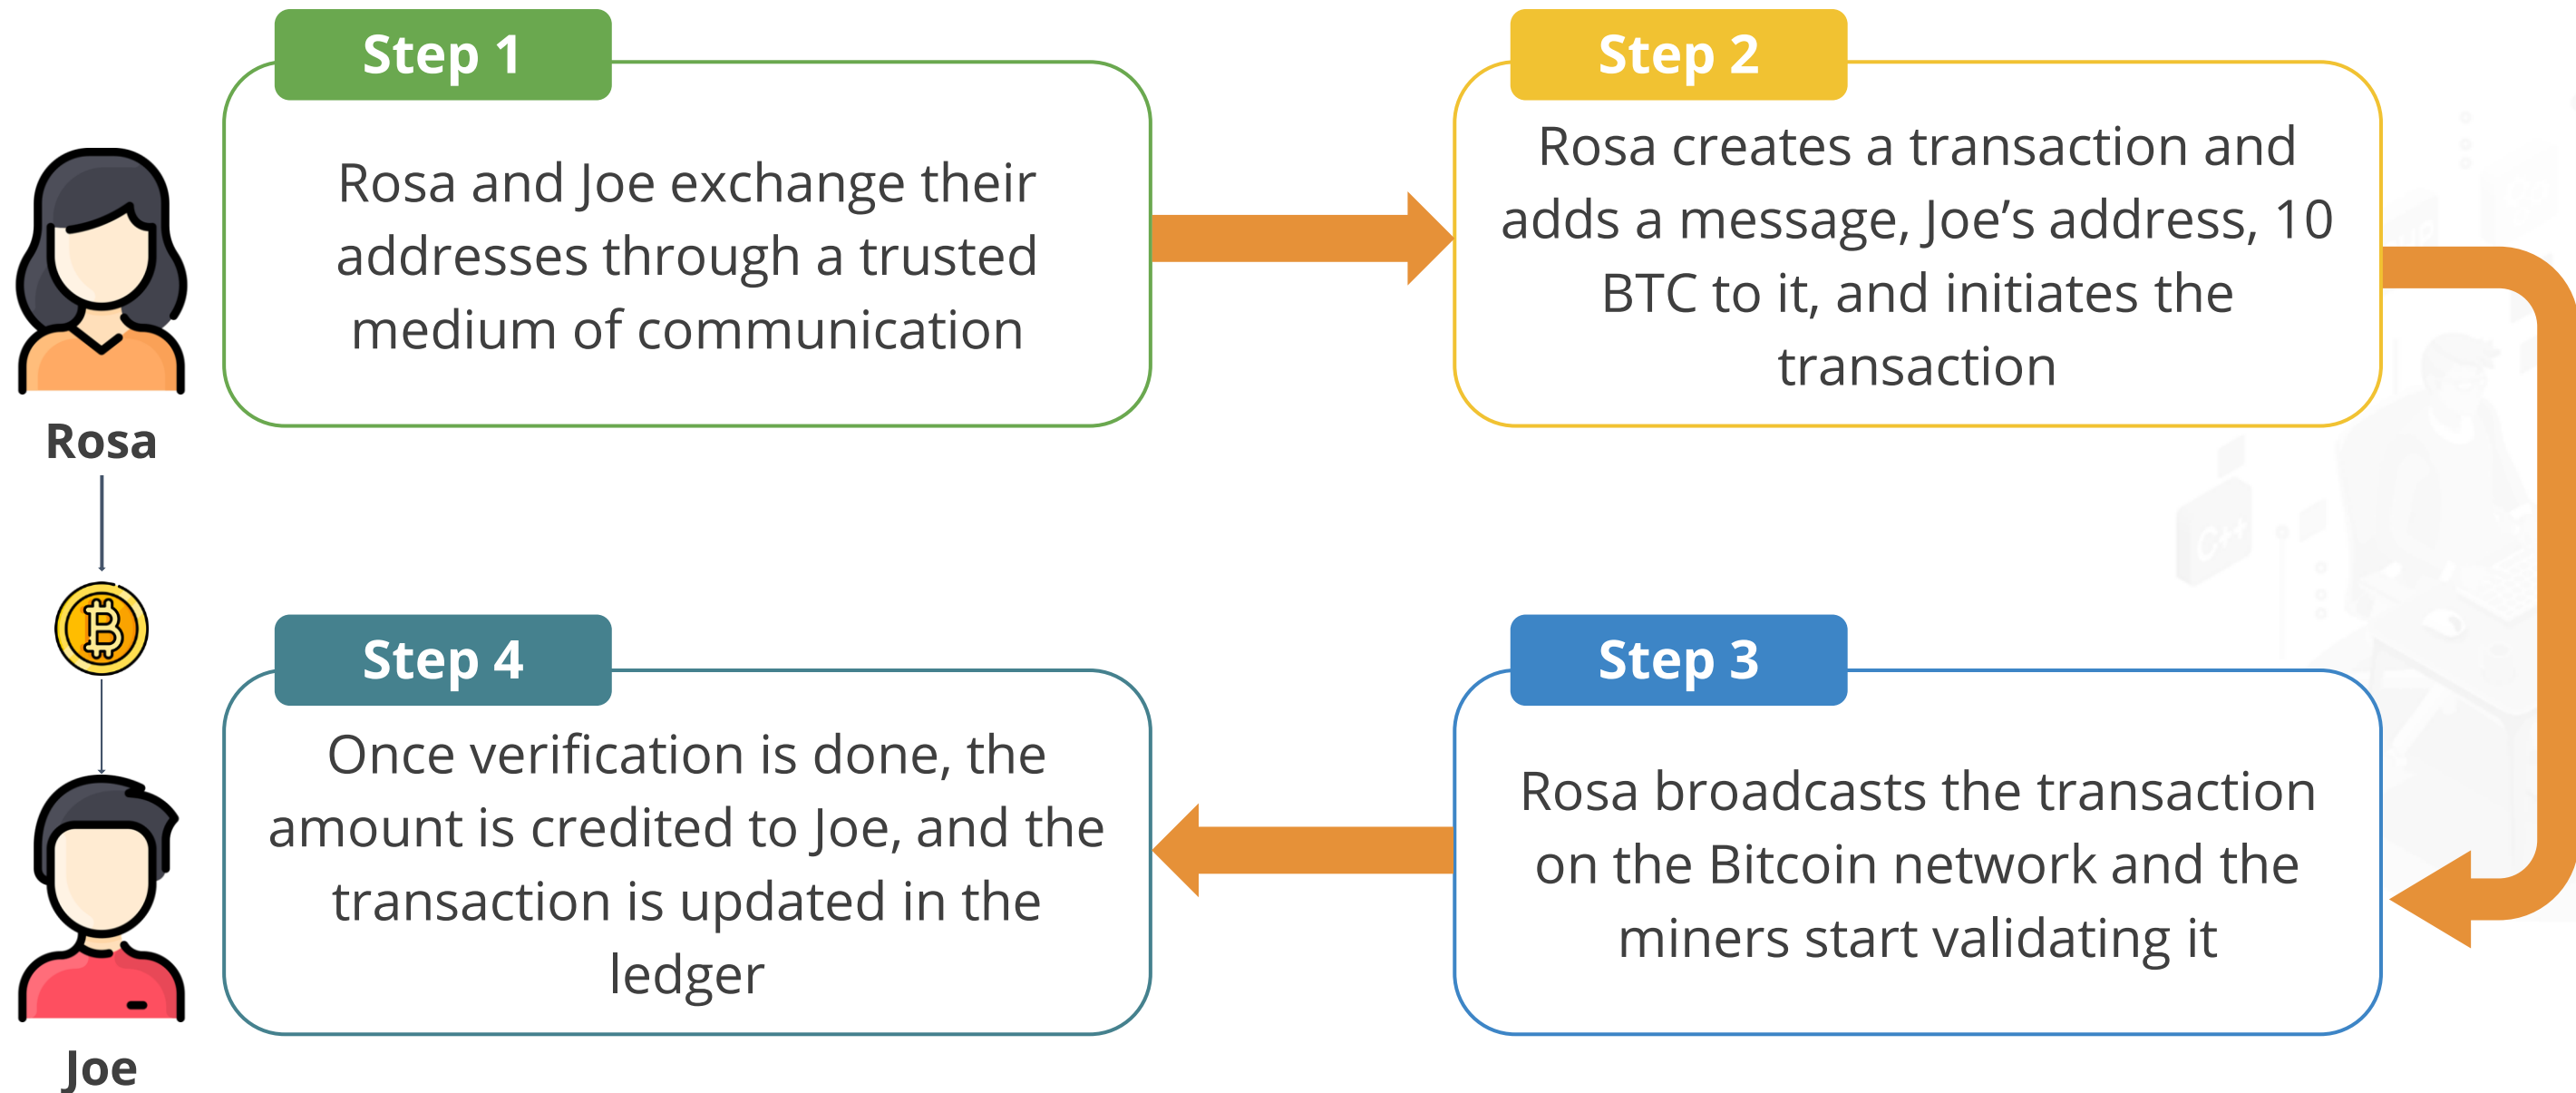 Step 1
Rosa and Joe exchange their
addresses through a trusted
medium of communication
Step 2
Rosa creates a transaction and
adds a message, Joe’s address, 10
BTC to it, and initiates the
transaction
Rosa
Step 3
Rosa broadcasts the transaction
on the Bitcoin network and the
miners start validating it
Step 4
Once verification is done, the
amount is credited to Joe, and the
transaction is updated in the
ledger
Joe
C++